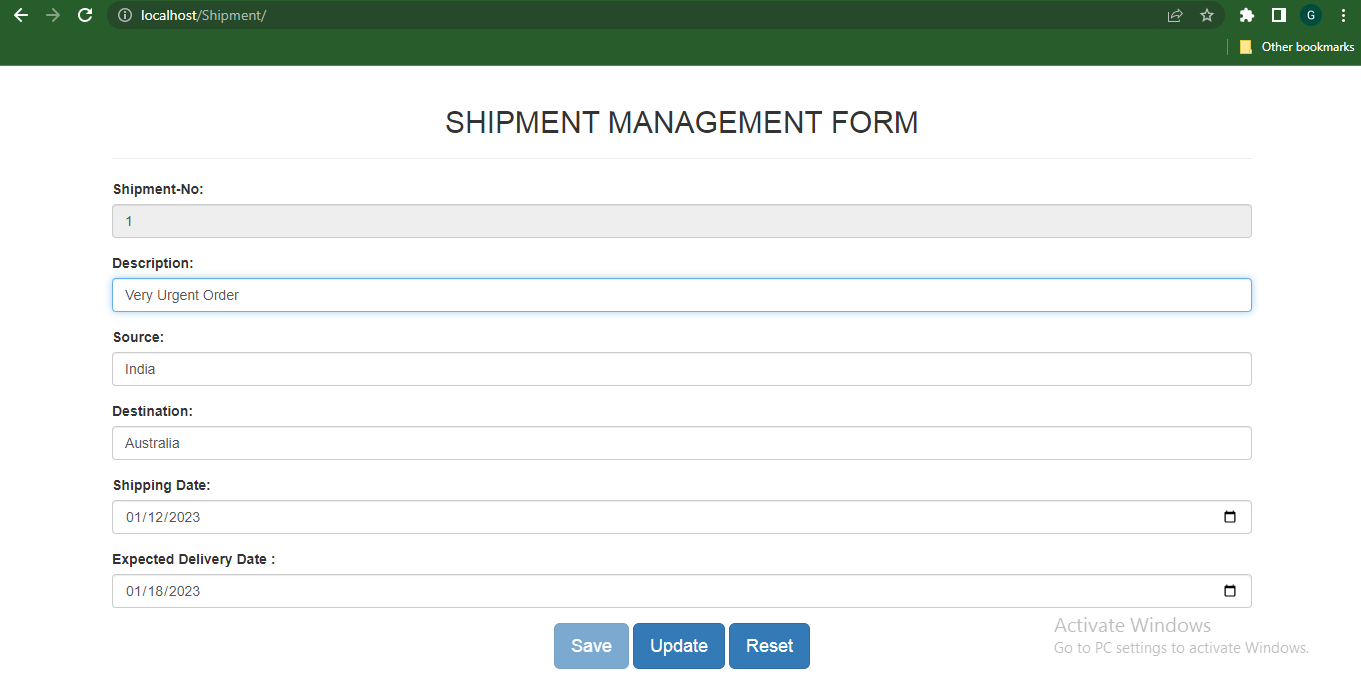 localhost/Shipment/
G
Other bookmarks
SHIPMENT MANAGEMENT FORM
Shipment-No:
1
Description:
Very Urgent Order
Source:
India
Destination:
Australia
Shipping Date:
01/12/2023
Expected Delivery Date :
01/18/2023
Save Update Reset
Activate Windows
Go to PC settings to activate Windows.